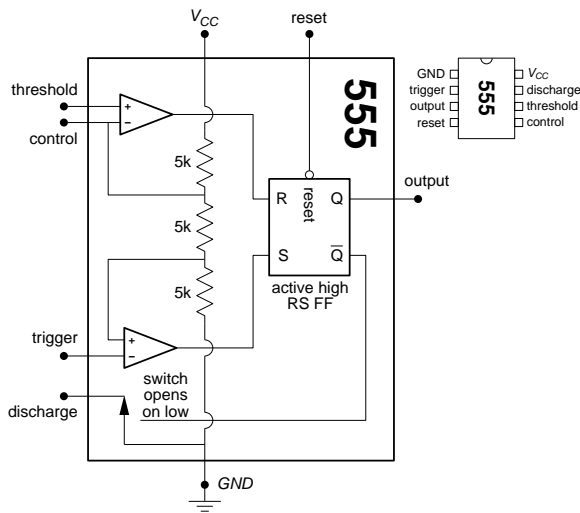 VCC
reset
threshold
control
+
−
5k
5k
5k
555
R
S
reset
Q
Q
active high
RS FF
output
trigger
+
−
discharge
switch
opens
on low
GND
GND
trigger
output
reset
555
VCC
discharge
threshold
control